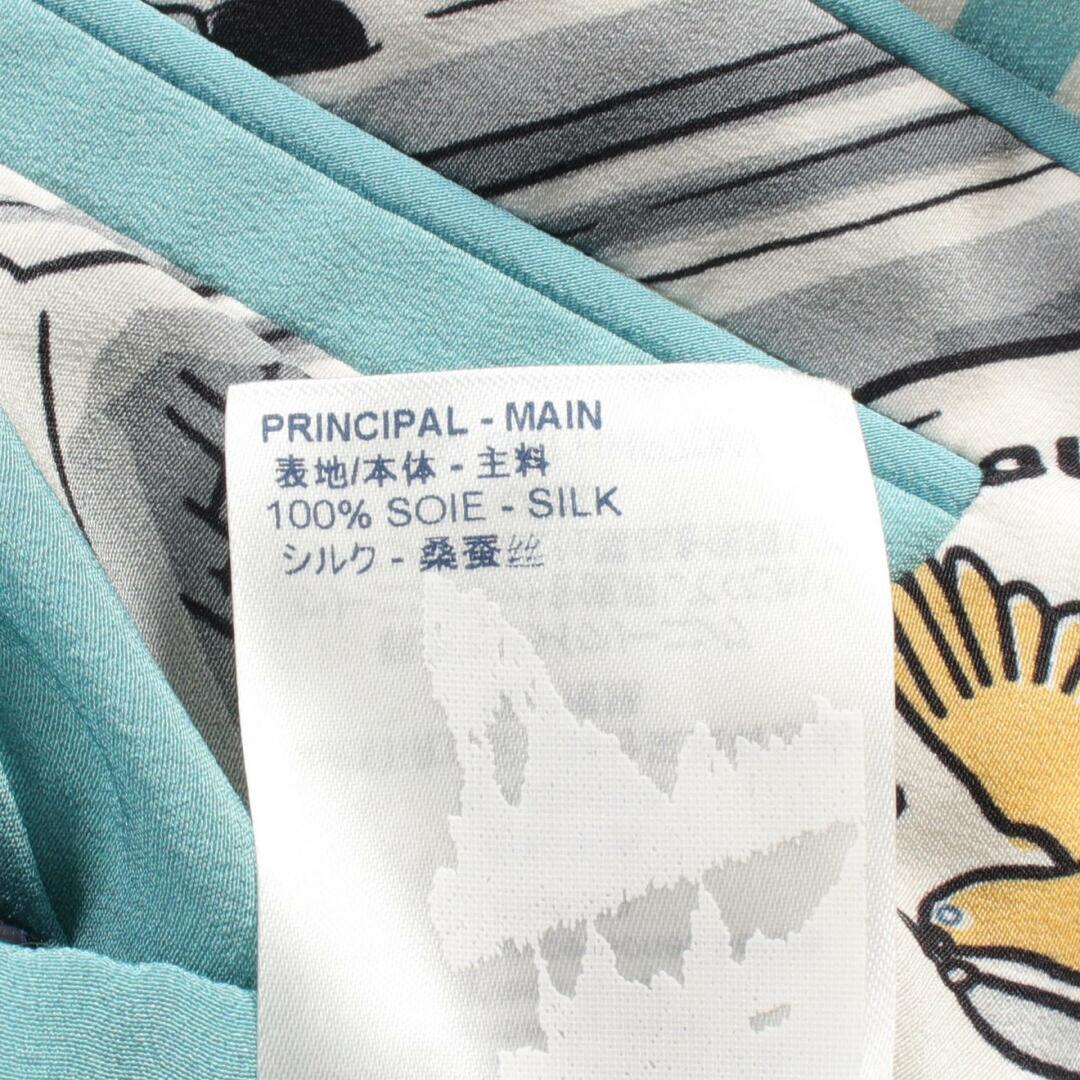 PRINCIPAL - MAIN
表地/本体 - 主料
100% SOIE - SILK
シルク - 桑蚕丝